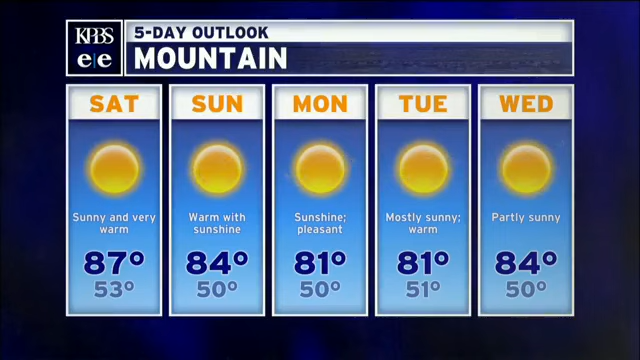 KPBS
e|e
5-DAY OUTLOOK
MOUNTAIN
SAT
Sunny and very
warm
87°
53°
SUN
Warm with
sunshine
84°
50°
MON
Sunshine;
pleasant
81°
50°
TUE
Mostly sunny;
warm
81°
51°
WED
Partly sunny
84°
50°